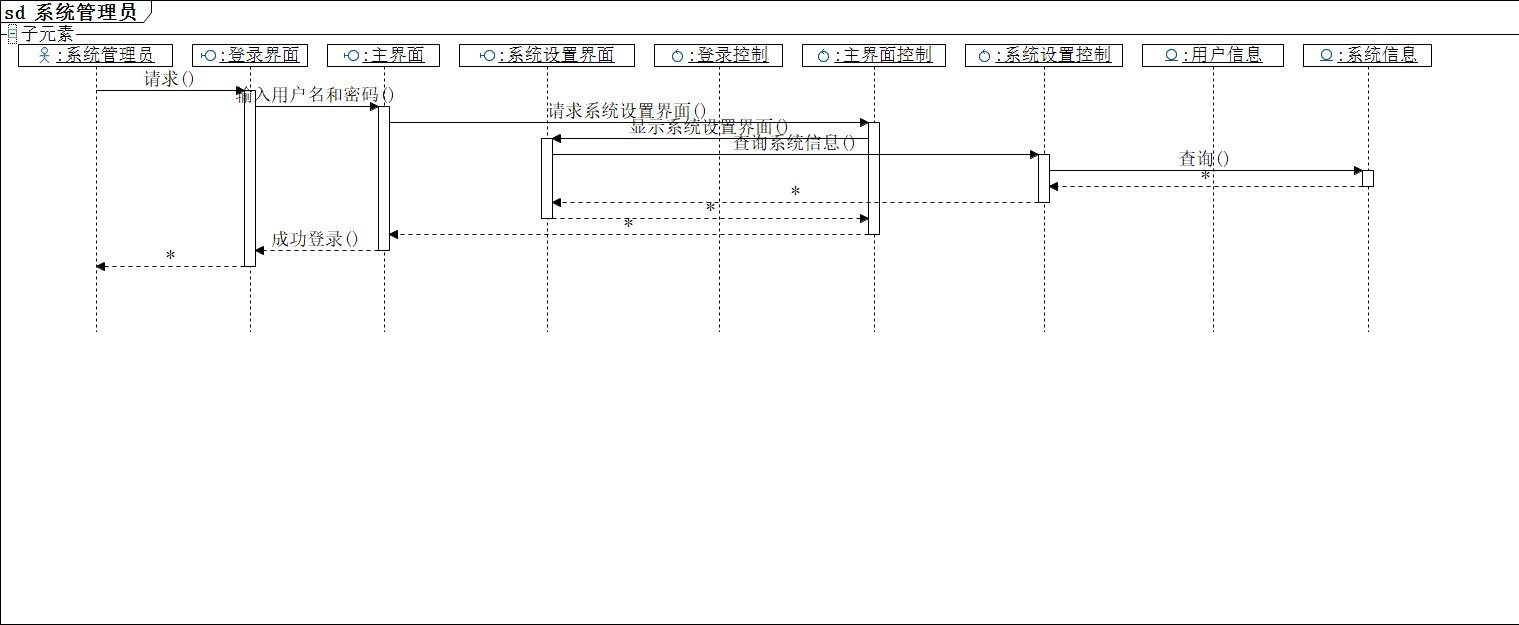 sd 系统管理员
子元素
:系统管理员
:登录界面
:主界面
:系统设置界面
:登录控制
:主界面控制
:系统设置控制
:用户信息
:系统信息
请求()
输入用户名和密码()
请求系统设置界面()
显示系统设置界面()
查询系统信息()
查询()
*
*
*
*
成功登录()
*